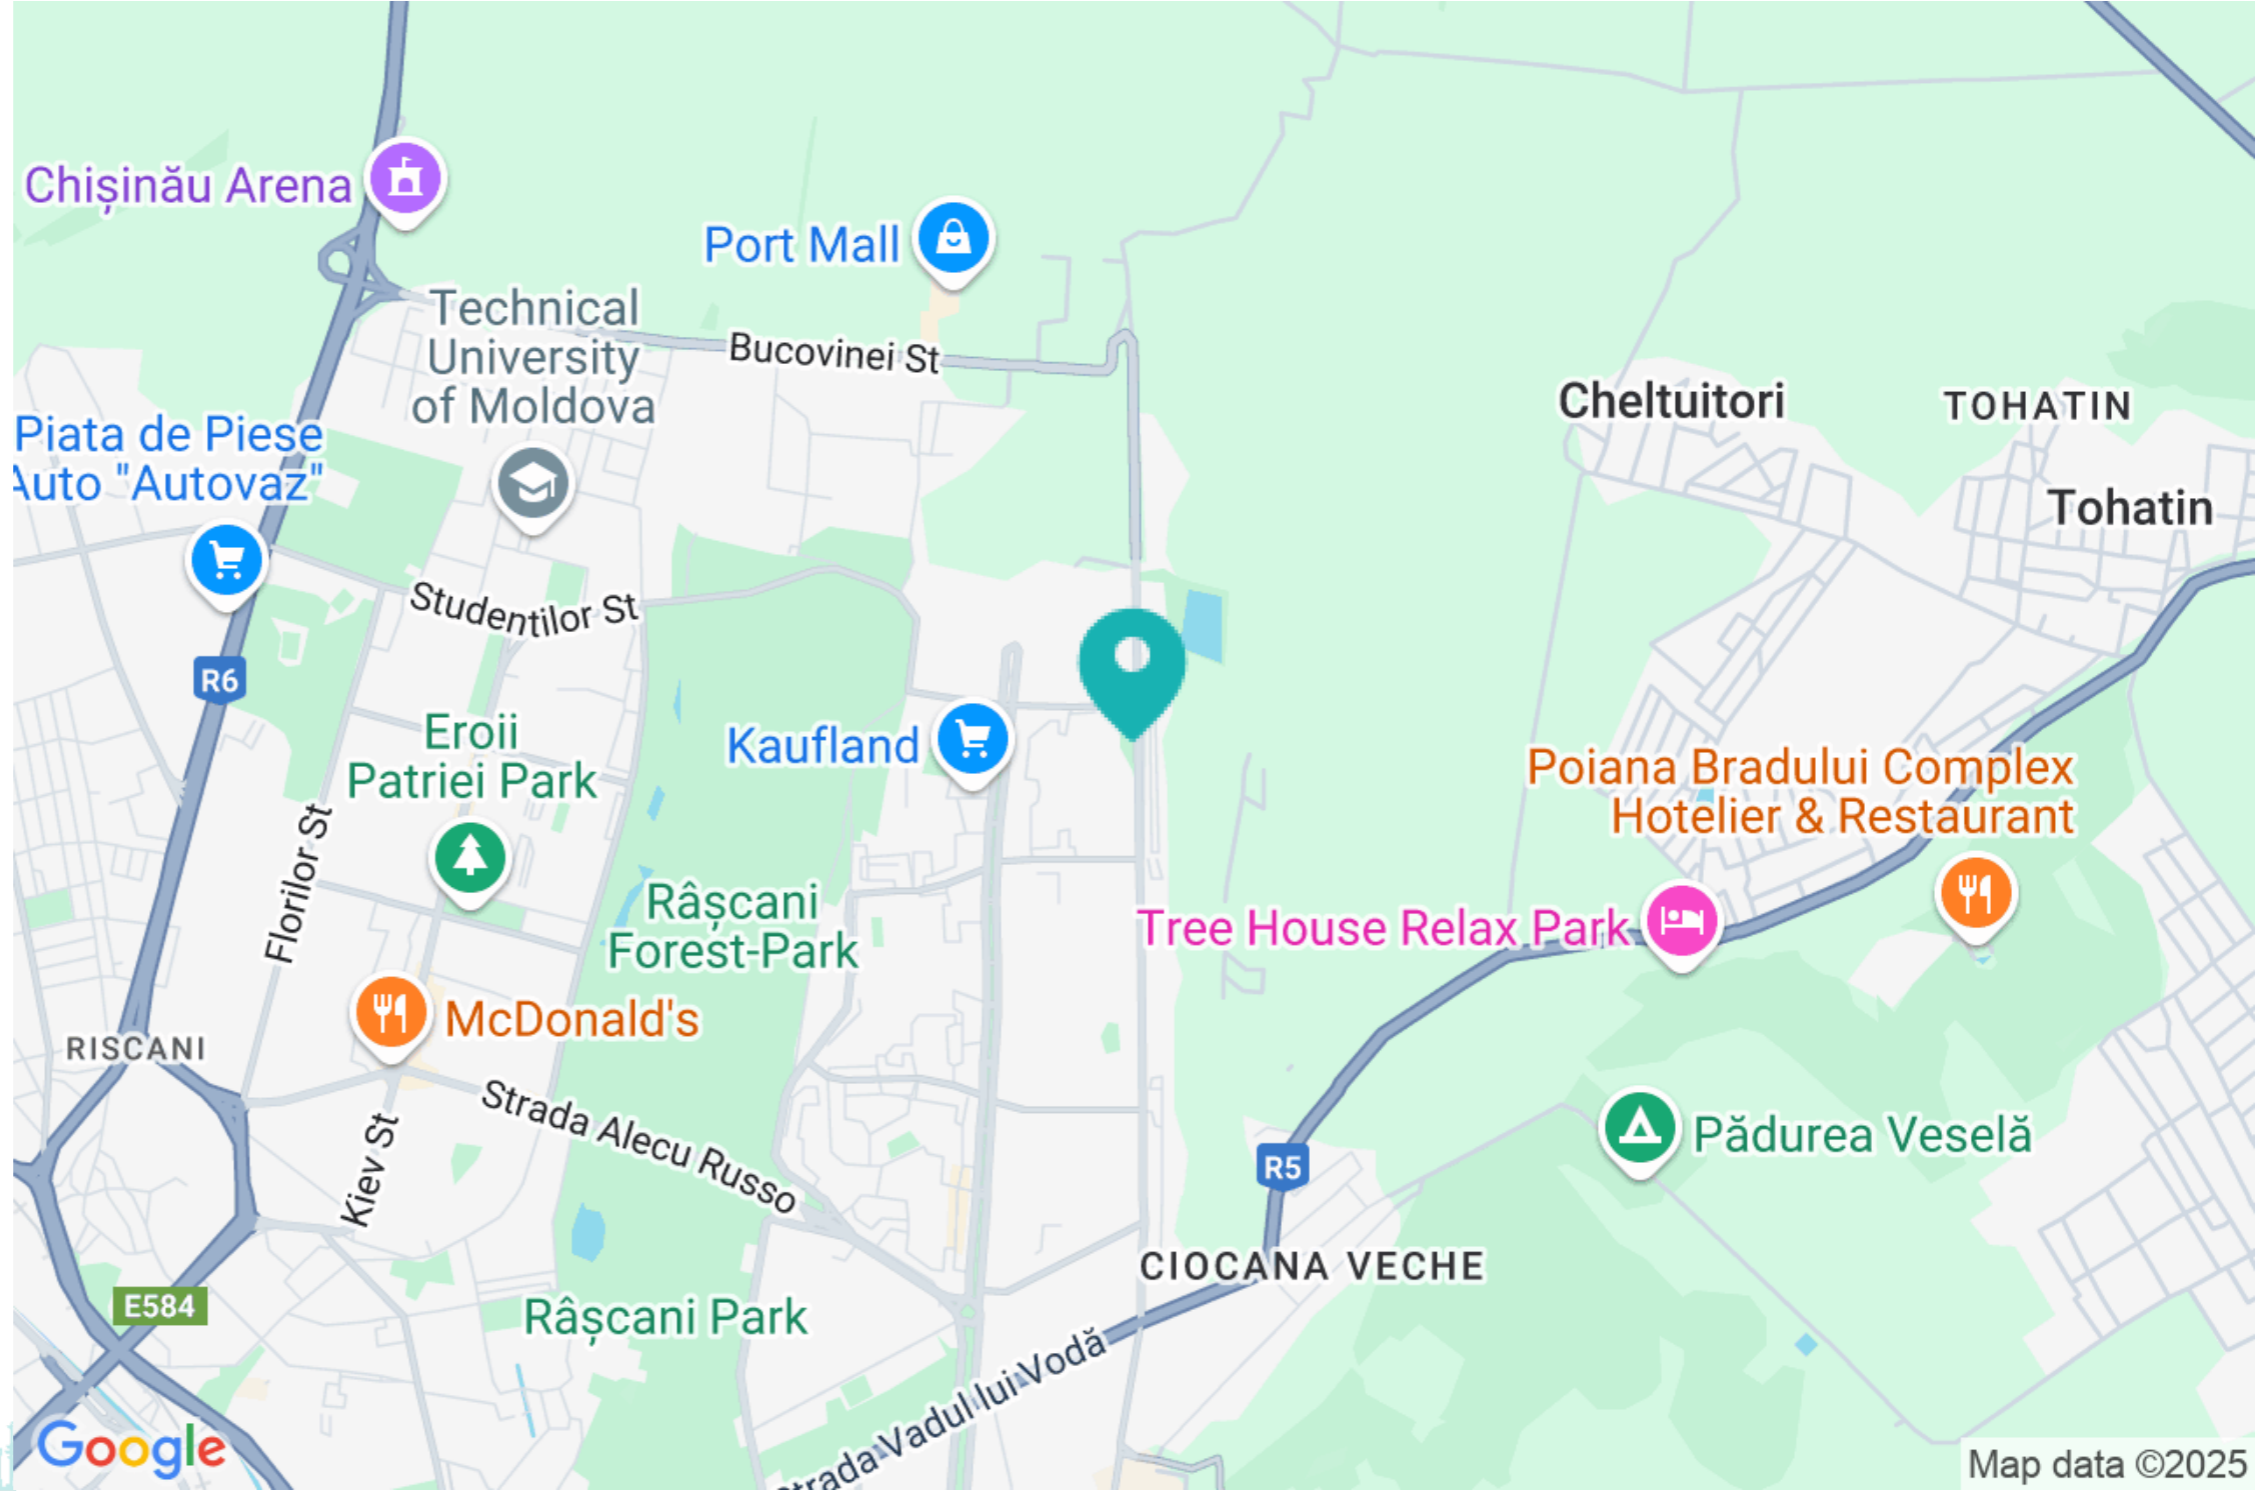 Chișinău Arena
Port Mall
Technical
University
of Moldova
Bucovinei St
Cheltuitori
TOHATIN
Piata de Piese
Auto "Autovaz"
Tohatin
Studentilor St
R6
Eroii
Patriei Park
Kaufland
Poiana Bradului Complex
Hotelier & Restaurant
Florilor St
Râșcani
Forest-Park
Tree House Relax Park
McDonald's
RISCANI
Strada Alecu Russo
Kiev St
Pădurea Veselă
R5
CIOCANA VECHE
E584
Râșcani Park
Strada Vadul lui Vodă
Google
Map data ©2025